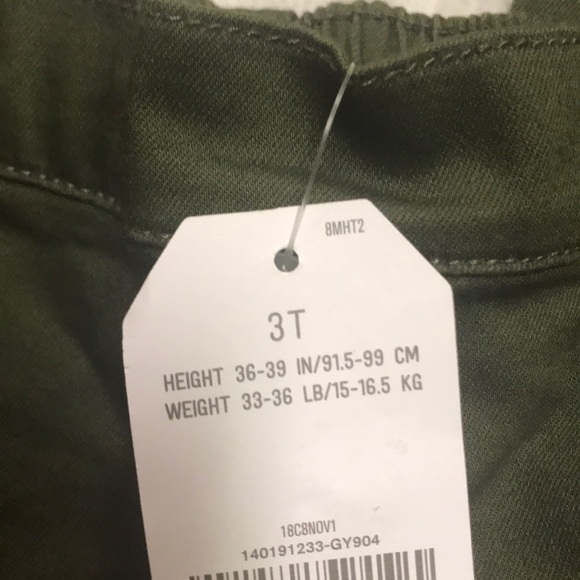 8MHT2
3T
HEIGHT 36-39 IN/91.5-99 CM
WEIGHT 33-36 LB/15-16.5 KG
18C8NOV1
140191233-GY904